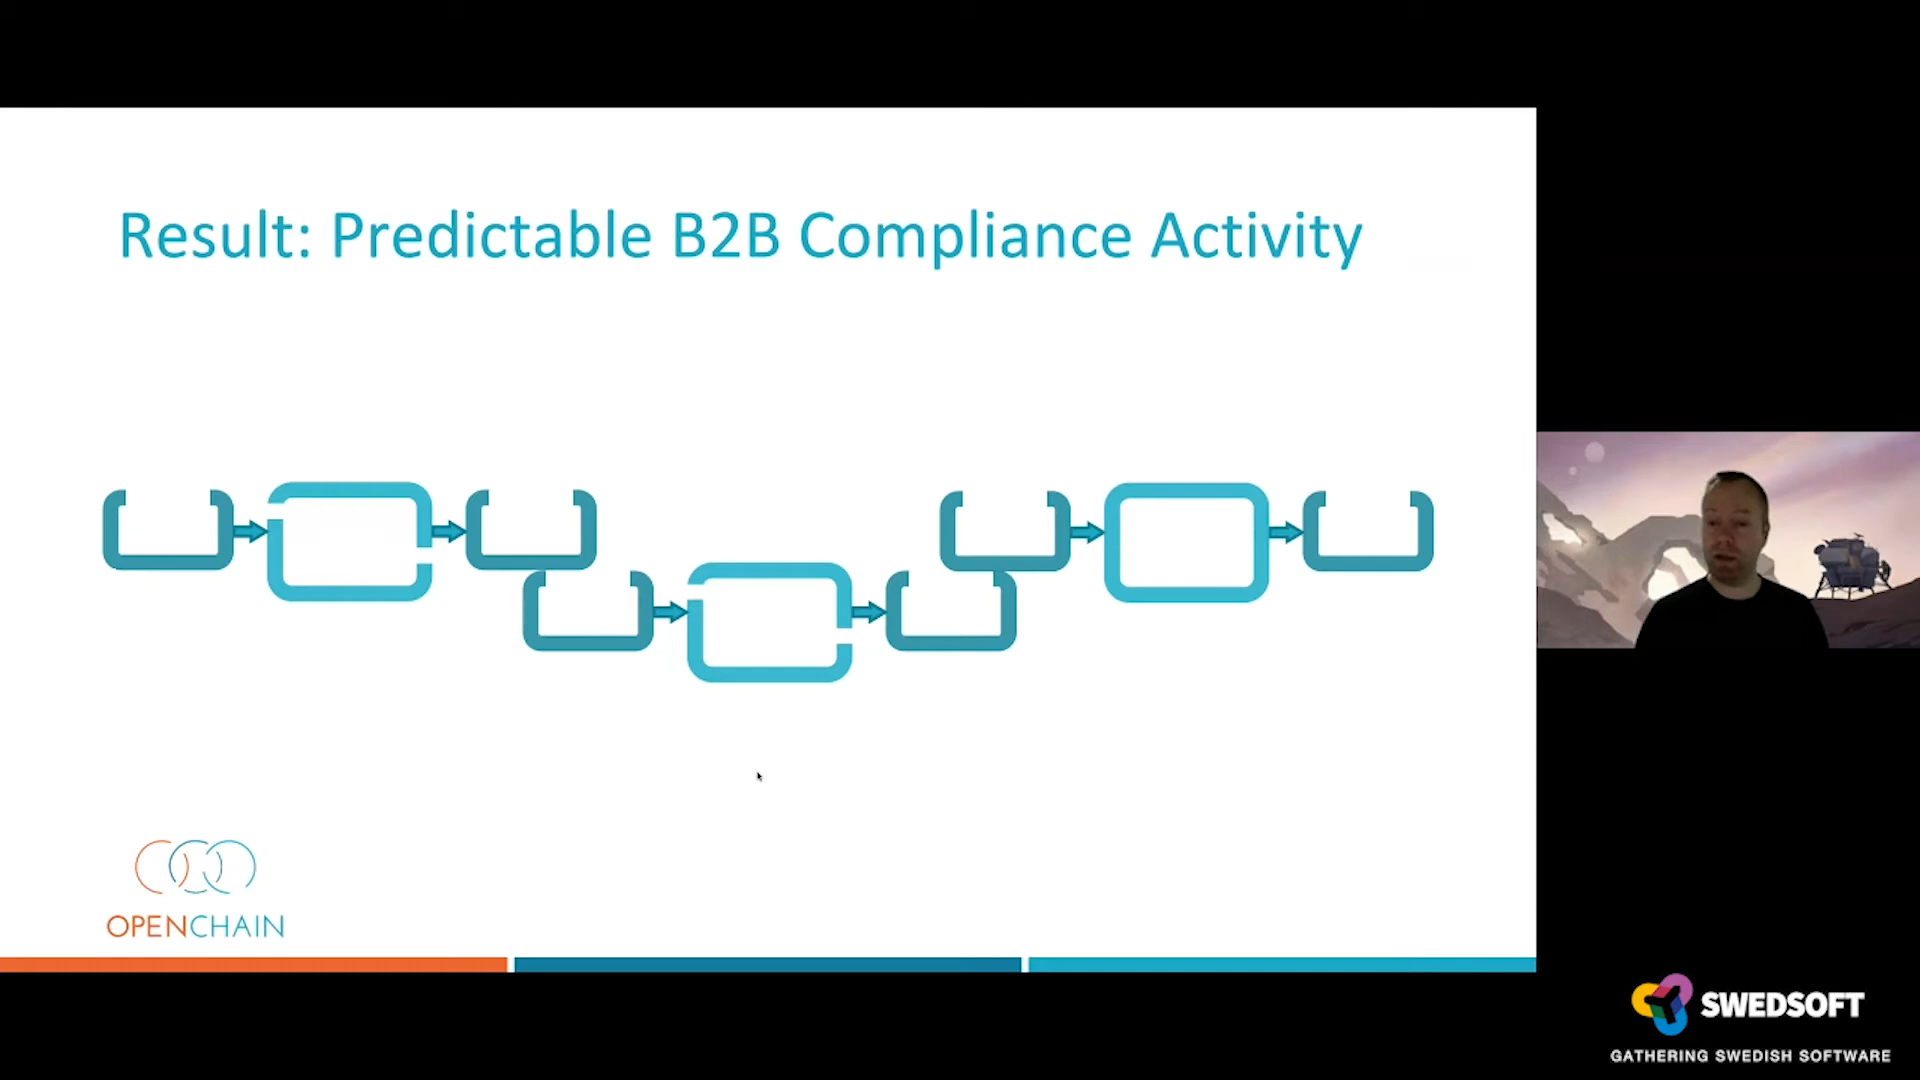 Result: Predictable B2B Compliance Activity
OPENCHAIN
SWEDSOFT
GATHERING SWEDISH SOFTWARE